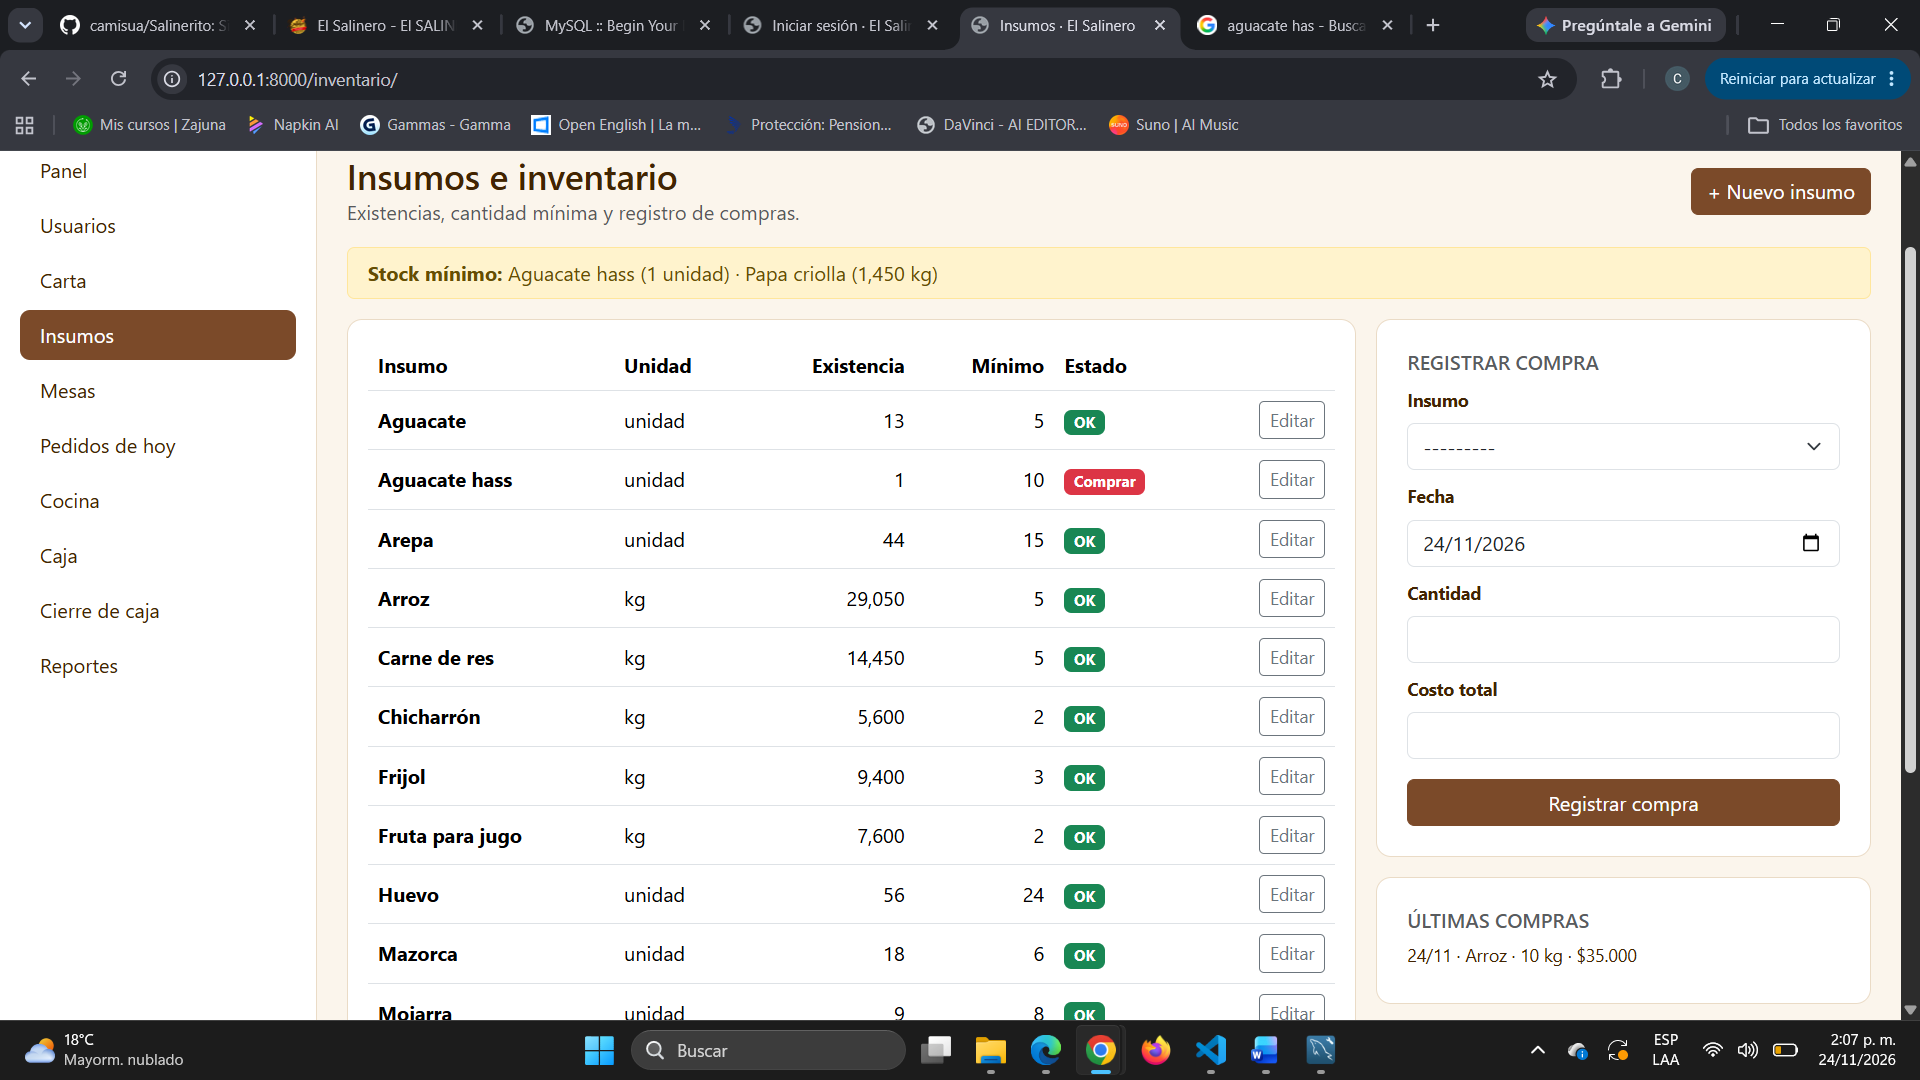 camisua/Salinerito: S
El Salinero - El SALIN
MySQL :: Begin Your
Iniciar sesión · El Sali
Insumos · El Salinero
aguacate has - Busca
Pregúntale a Gemini
127.0.0.1:8000/inventario/
C
Reiniciar para actualizar
Mis cursos | Zajuna
Napkin AI
Gammas - Gamma
Open English | La m...
Protección: Pension...
DaVinci - AI EDITOR...
Suno | AI Music
Todos los favoritos
Panel
Usuarios
Carta
Insumos
Mesas
Pedidos de hoy
Cocina
Caja
Cierre de caja
Reportes
Insumos e inventario
Existencias, cantidad mínima y registro de compras.
+ Nuevo insumo
Stock mínimo: Aguacate hass (1 unidad) · Papa criolla (1,450 kg)
Insumo Unidad Existencia Mínimo Estado
Aguacate unidad 13 5 OK Editar
Aguacate hass unidad 1 10 Comprar Editar
Arepa unidad 44 15 OK Editar
Arroz kg 29,050 5 OK Editar
Carne de res kg 14,450 5 OK Editar
Chicharrón kg 5,600 2 OK Editar
Frijol kg 9,400 3 OK Editar
Fruta para jugo kg 7,600 2 OK Editar
Huevo unidad 56 24 OK Editar
Mazorca unidad 18 6 OK Editar
Mojarra unidad 9 8 OK Editar
REGISTRAR COMPRA
Insumo
---------
Fecha
24/11/2026
Cantidad
Costo total
Registrar compra
ÚLTIMAS COMPRAS
24/11 · Arroz · 10 kg · $35.000
18°C
Mayorm. nublado
Buscar
ESP
LAA
2:07 p. m.
24/11/2026